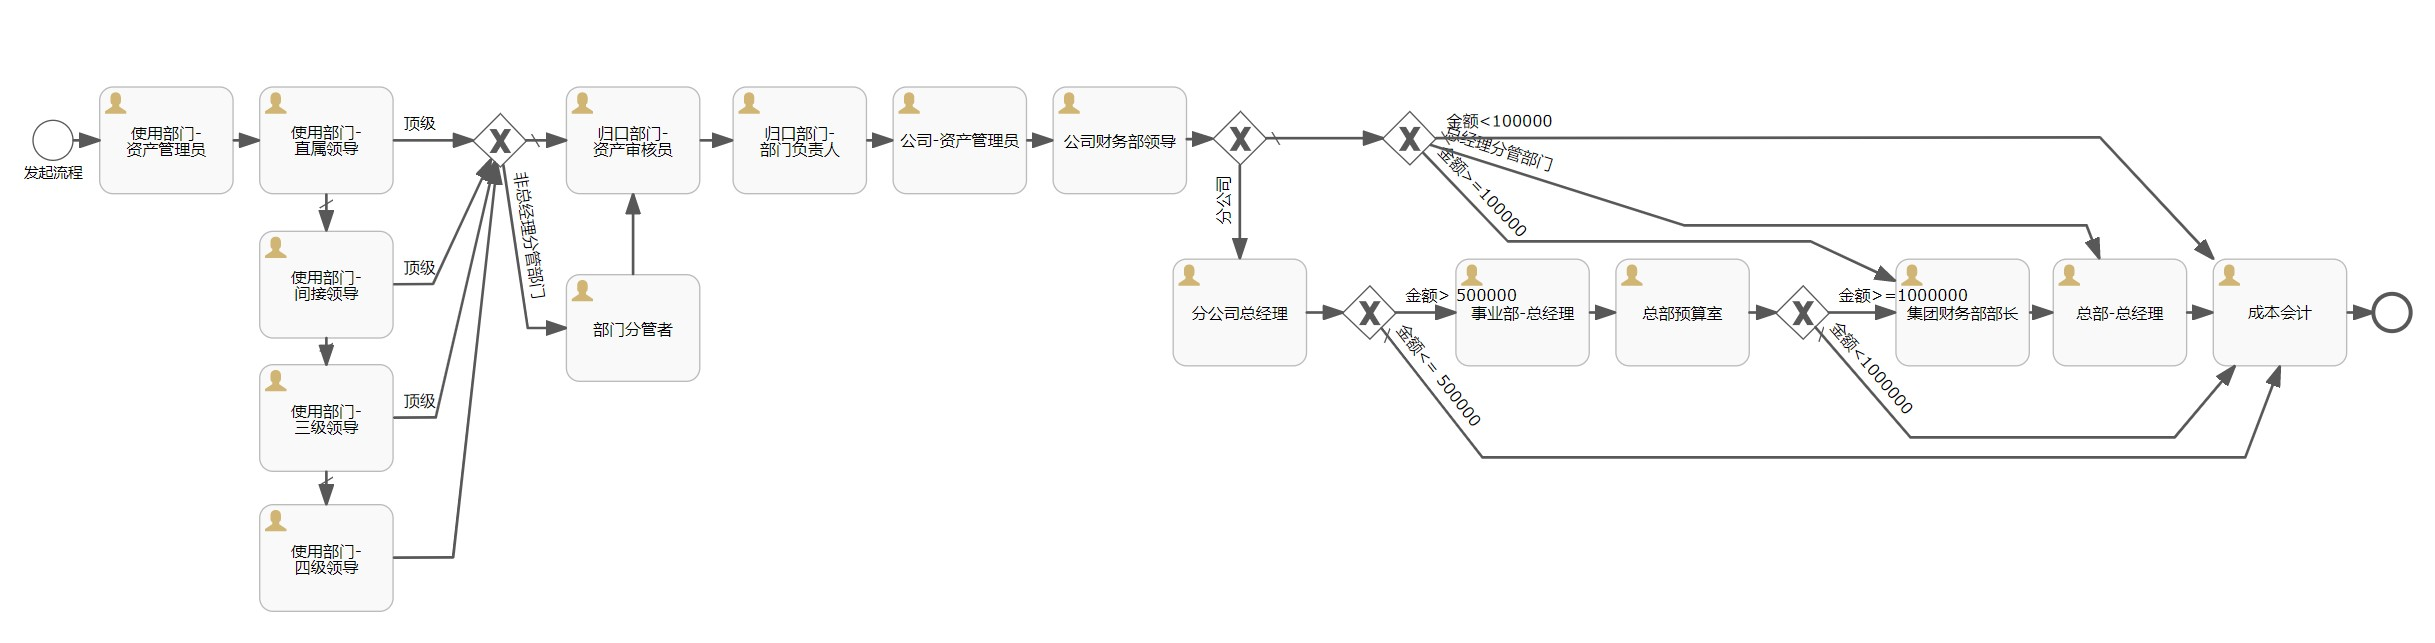 发起流程
使用部门-
资产管理员
使用部门-
直属领导
顶级
使用部门-
间接领导
顶级
使用部门-
三级领导
顶级
使用部门-
四级领导
非总经理分管部门
归口部门-
资产审核员
部门分管者
归口部门-
部门负责人
公司-资产管理员
公司财务部领导
分公司
金额<100000
总经理分管部门
金额>=100000
分公司总经理
金额> 500000
金额<= 500000
事业部-总经理
总部预算室
金额>=1000000
金额<1000000
集团财务部部长
总部-总经理
成本会计